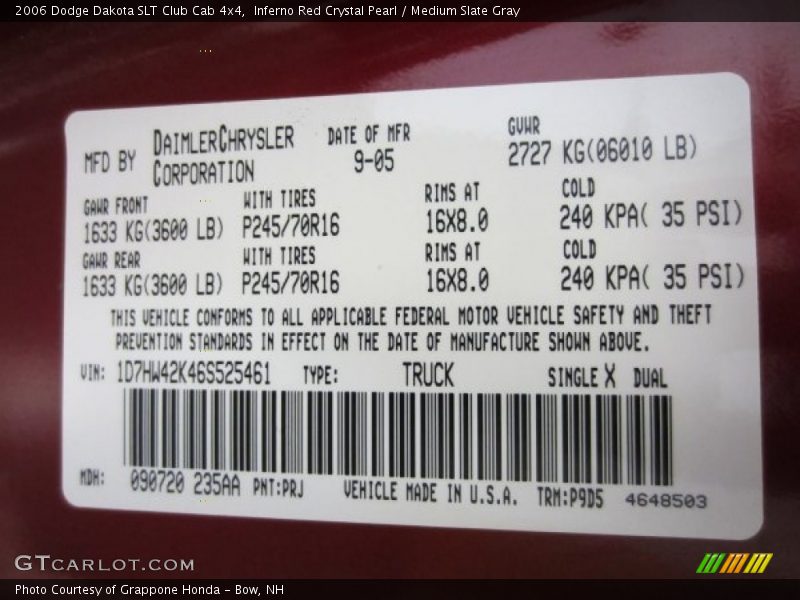 2006 Dodge Dakota SLT Club Cab 4x4,  Inferno Red Crystal Pearl / Medium Slate Gray
MFD BY DAIMLERCHRYSLER CORPORATION DATE OF MFR 9-05 GVWR 2727 KG(06010 LB)
GAWR FRONT WITH TIRES RIMS AT COLD
1633 KG(3600 LB) P245/70R16 16X8.0 240 KPA( 35 PSI)
GAWR REAR WITH TIRES RIMS AT COLD
1633 KG(3600 LB) P245/70R16 16X8.0 240 KPA( 35 PSI)
THIS VEHICLE CONFORMS TO ALL APPLICABLE FEDERAL MOTOR VEHICLE SAFETY AND THEFT
PREVENTION STANDARDS IN EFFECT ON THE DATE OF MANUFACTURE SHOWN ABOVE.
VIN: 1D7HW42K46S525461 TYPE: TRUCK SINGLE X DUAL
MDH: 090720 235AA PNT:PRJ VEHICLE MADE IN U.S.A. TRM:P9D5 4648503
GTCARLOT.COM
Photo Courtesy of Grappone Honda - Bow, NH